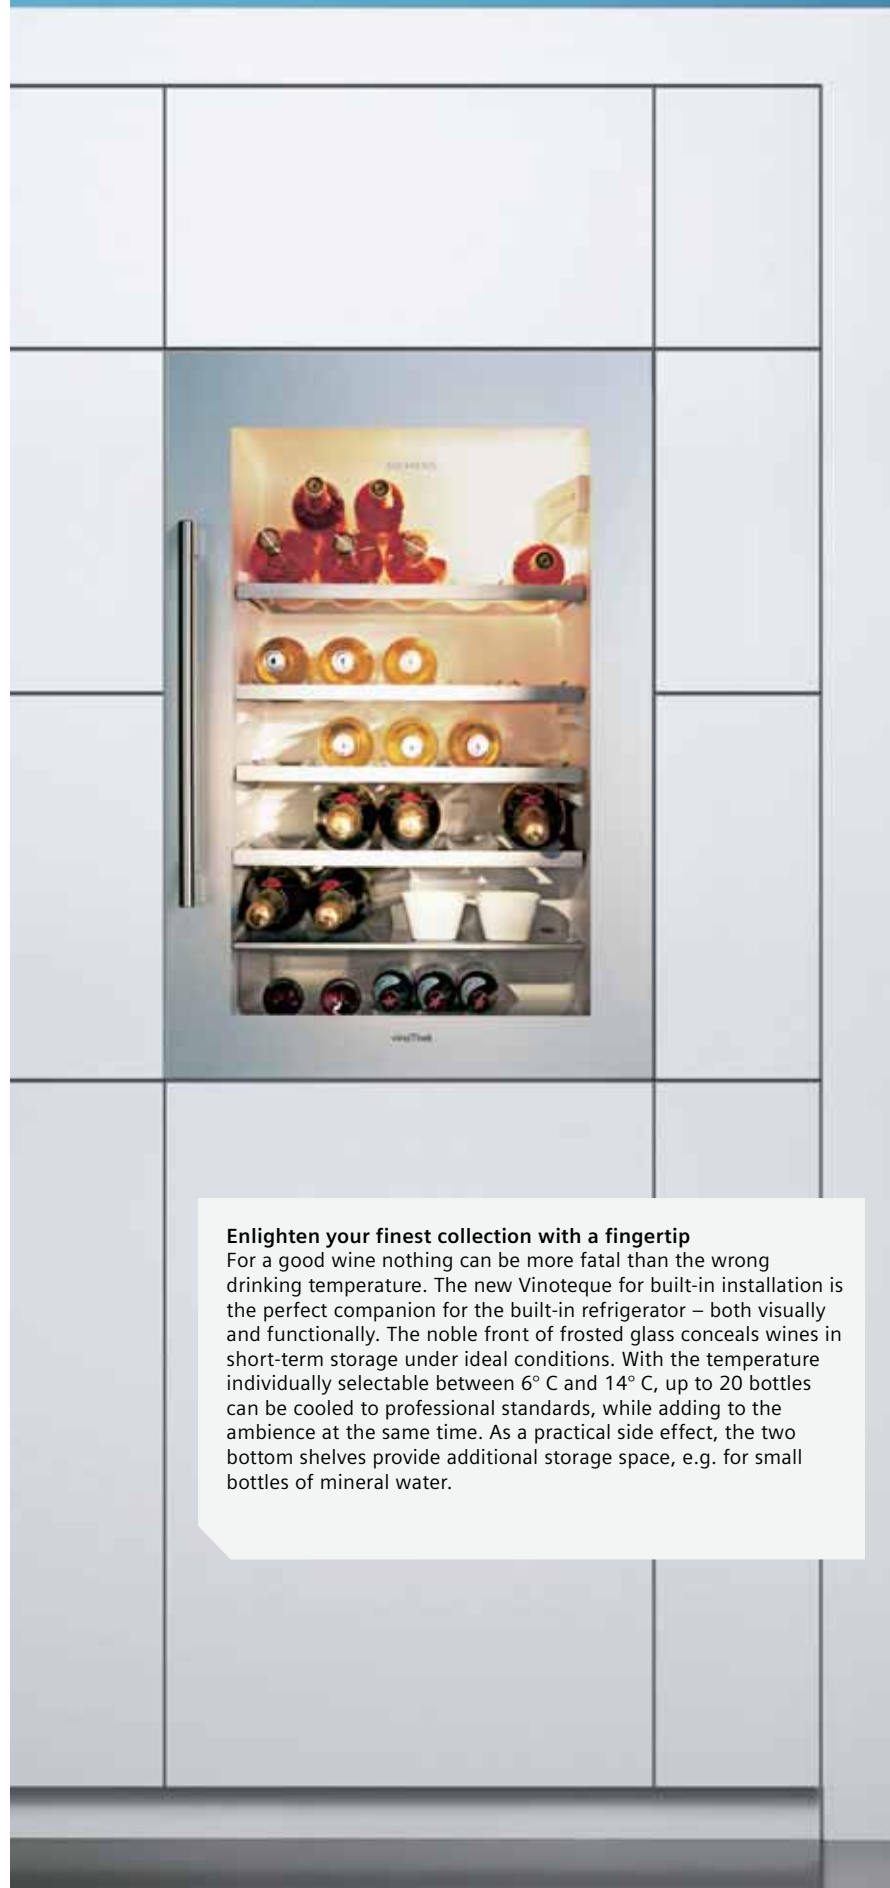 SIEMENS
vinoThek
Enlighten your finest collection with a fingertip
For a good wine nothing can be more fatal than the wrong
drinking temperature. The new Vinoteque for built-in installation is
the perfect companion for the built-in refrigerator – both visually
and functionally. The noble front of frosted glass conceals wines in
short-term storage under ideal conditions. With the temperature
individually selectable between 6° C and 14° C, up to 20 bottles
can be cooled to professional standards, while adding to the
ambience at the same time. As a practical side effect, the two
bottom shelves provide additional storage space, e.g. for small
bottles of mineral water.